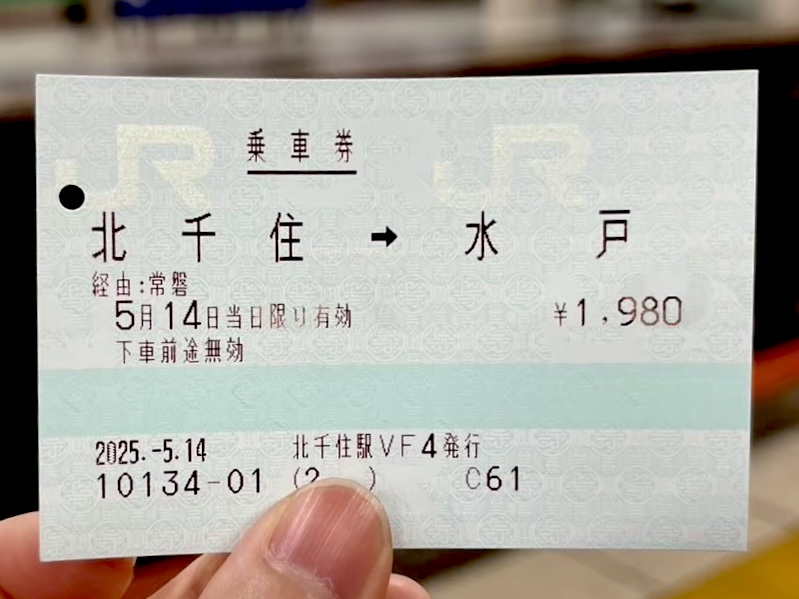 乗車券
北千住 → 水戸
経由:常磐
5月14日当日限り有効 ¥1,980
下車前途無効
2025.-5.14 北千住駅VF4発行
10134-01 (2 ) C61